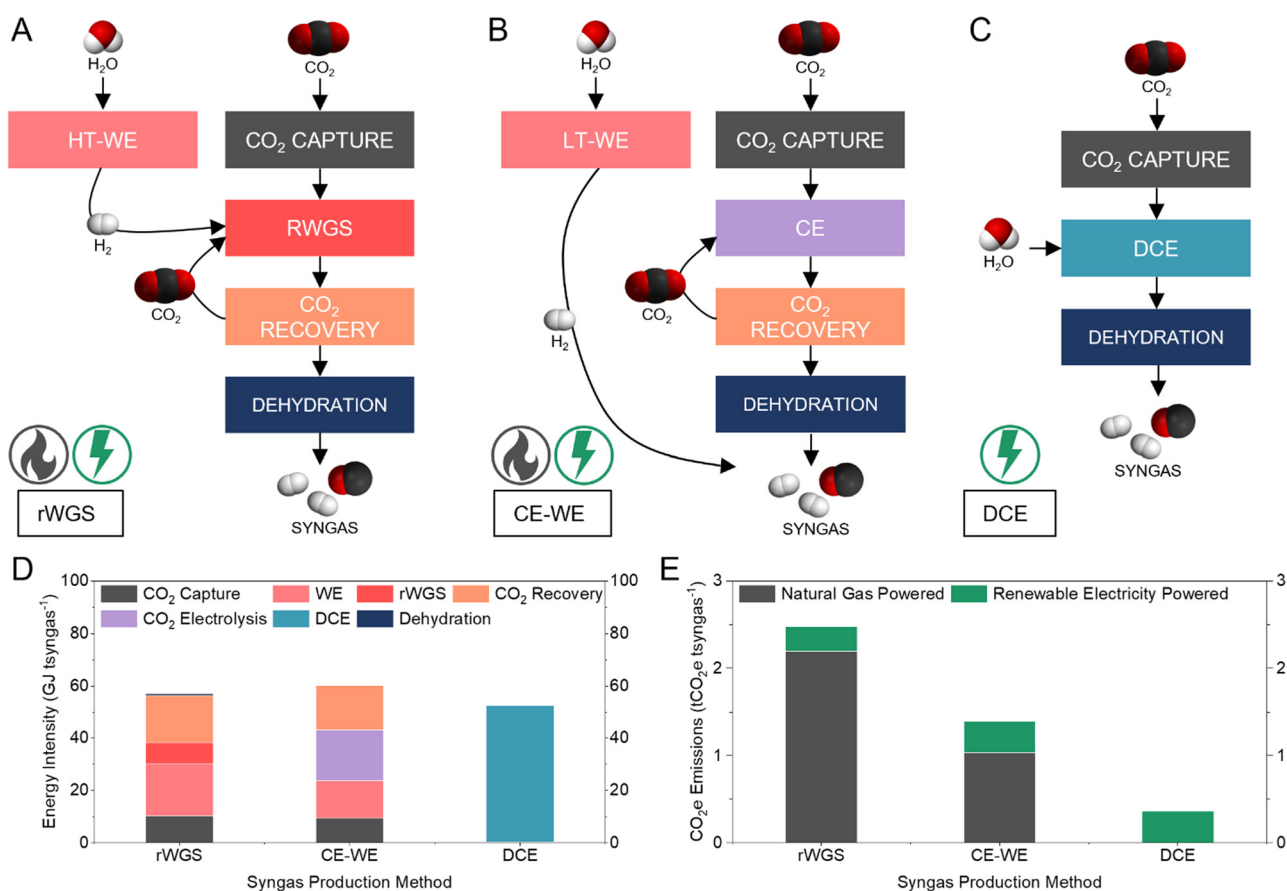 A
H₂O
CO₂
HT-WE
CO₂ CAPTURE
RWGS
H₂
CO₂
CO₂
RECOVERY
DEHYDRATION
rWGS
SYNGAS
B
H₂O
CO₂
LT-WE
CO₂ CAPTURE
CE
CO₂
H₂
CO₂
RECOVERY
DEHYDRATION
CE-WE
SYNGAS
C
CO₂
CO₂ CAPTURE
H₂O
DCE
DEHYDRATION
SYNGAS
DCE
D
Energy Intensity (GJ tsyngas⁻¹)
100
80
60
40
20
0
CO₂ Capture
WE
rWGS
CO₂ Recovery
CO₂ Electrolysis
DCE
Dehydration
100
80
60
40
20
0
rWGS
CE-WE
DCE
Syngas Production Method
E
CO₂e Emissions (tCO₂e tsyngas⁻¹)
3
2
1
0
Natural Gas Powered
Renewable Electricity Powered
3
2
1
0
rWGS
CE-WE
DCE
Syngas Production Method